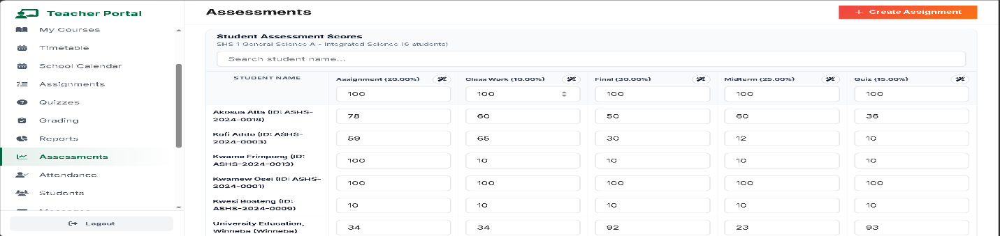 Teacher Portal
My Courses
Timetable
School Calendar
Assignments
Quizzes
Grading
Reports
Assessments
Attendance
Students
Messages
Logout
Assessments
+ Create Assignment
Student Assessment Scores
SHS 1 General Science A - Integrated Science (6 students)
Search student name...
STUDENT NAME Assignment (20.00%) Class Work (10.00%) Final (30.00%) Midterm (25.00%) Quiz (15.00%)
100 100 100 100 100
Akosua Atta (ID: ASHS-
2024-0018) 78 60 50 60 36
Kofi Addo (ID: ASHS-
2024-0003) 59 65 30 12 10
Kwame Frimpong (ID:
ASHS-2024-0013) 100 10 10 10 10
Kwamew Osei (ID: ASHS-
2024-0001) 100 100 100 100 100
Kwesi Boateng (ID:
ASHS-2024-0009) 10 10 10 10 10
University Education,
Winneba (Winneba) 34 34 92 23 93